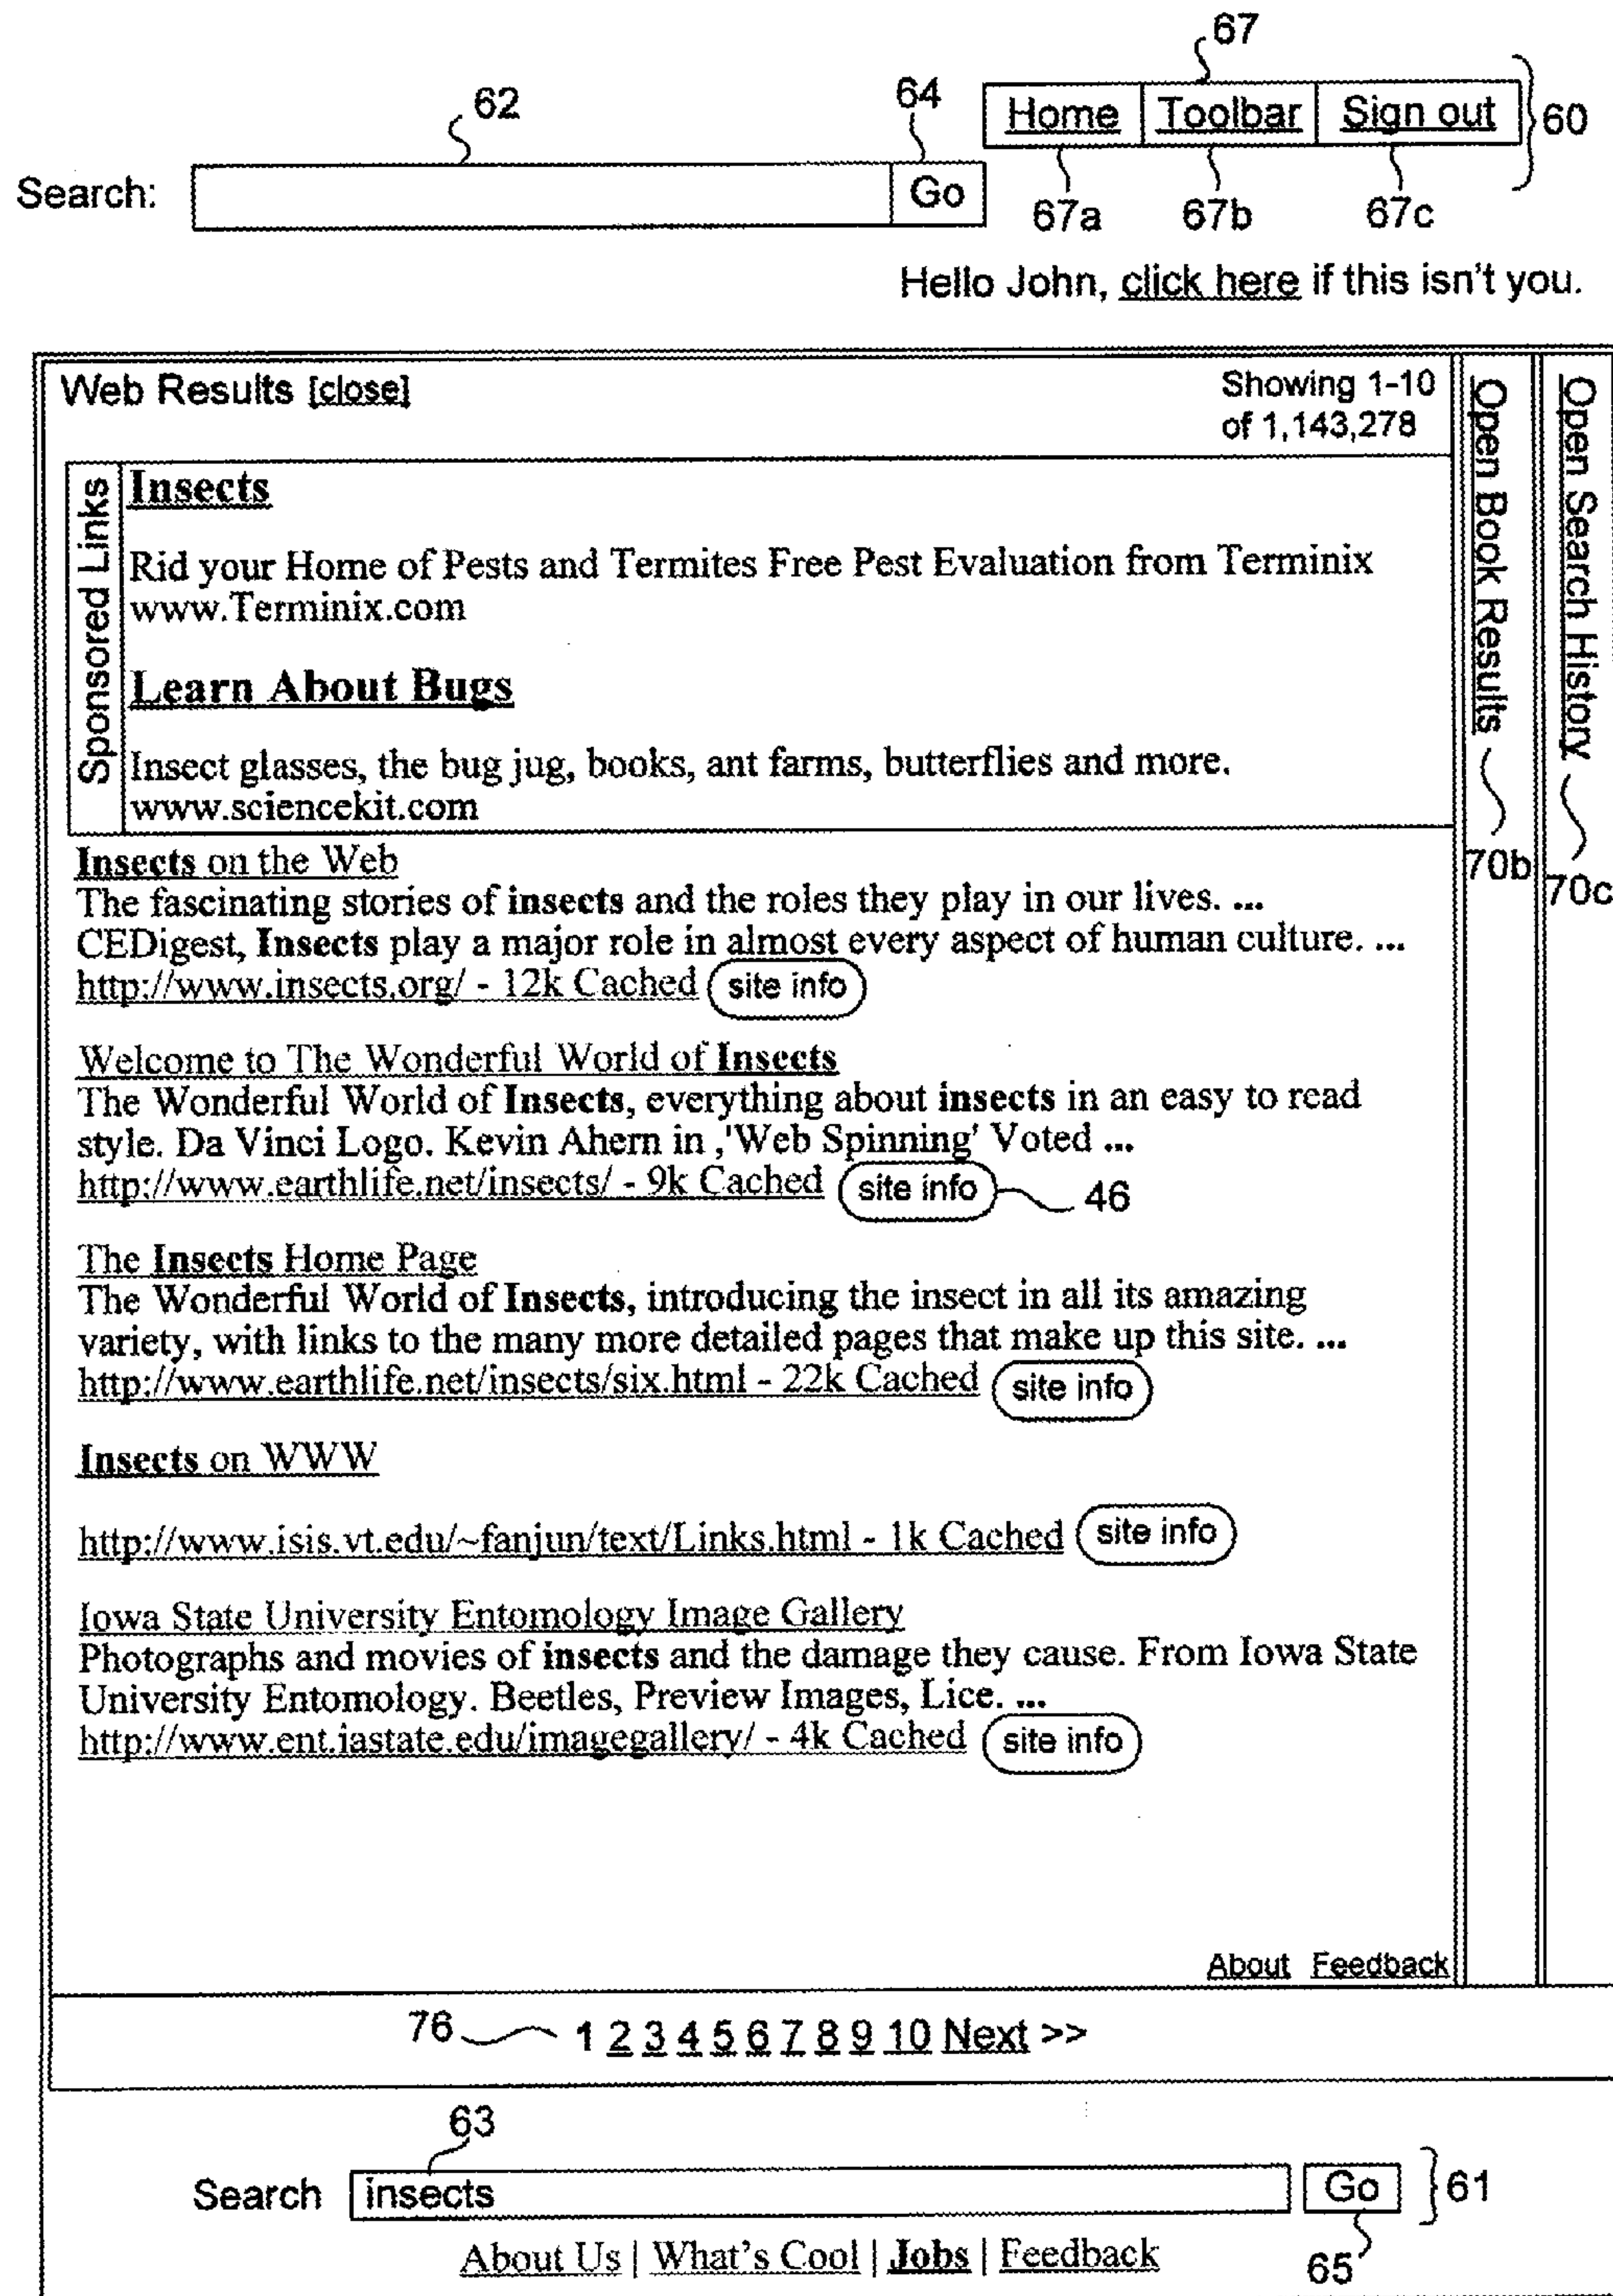 67
62
64
Home Toolbar Sign out
60
Search:
Go
67a 67b 67c
Hello John, click here if this isn't you.
Web Results [close]
Showing 1-10
of 1,143,278
Sponsored Links
Insects
Rid your Home of Pests and Termites Free Pest Evaluation from Terminix
www.Terminix.com
Learn About Bugs
Insect glasses, the bug jug, books, ant farms, butterflies and more.
www.sciencekit.com
Open Book Results
70b
Open Search History
70c
Insects on the Web
The fascinating stories of insects and the roles they play in our lives. ...
CEDigest, Insects play a major role in almost every aspect of human culture. ...
http://www.insects.org/ - 12k Cached site info
Welcome to The Wonderful World of Insects
The Wonderful World of Insects, everything about insects in an easy to read
style. Da Vinci Logo. Kevin Ahern in ,'Web Spinning' Voted ...
http://www.earthlife.net/insects/ - 9k Cached site info
46
The Insects Home Page
The Wonderful World of Insects, introducing the insect in all its amazing
variety, with links to the many more detailed pages that make up this site. ...
http://www.earthlife.net/insects/six.html - 22k Cached site info
Insects on WWW
http://www.isis.vt.edu/~fanjun/text/Links.html - 1k Cached site info
Iowa State University Entomology Image Gallery
Photographs and movies of insects and the damage they cause. From Iowa State
University Entomology. Beetles, Preview Images, Lice. ...
http://www.ent.iastate.edu/imagegallery/ - 4k Cached site info
About Feedback
76
1 2 3 4 5 6 7 8 9 10 Next >>
63
Search insects Go 61
About Us | What's Cool | Jobs | Feedback
65